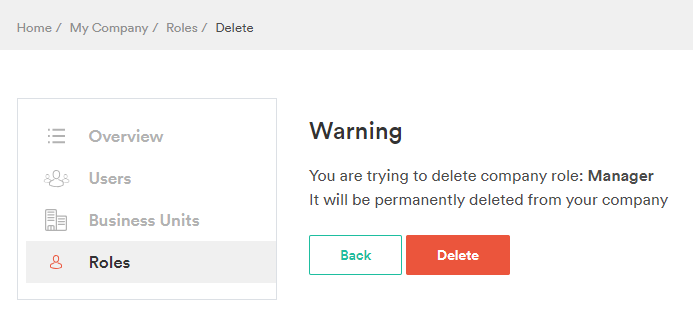 Home / My Company / Roles / Delete
Overview
Users
Business Units
Roles
Warning
You are trying to delete company role: Manager
It will be permanently deleted from your company
Back Delete